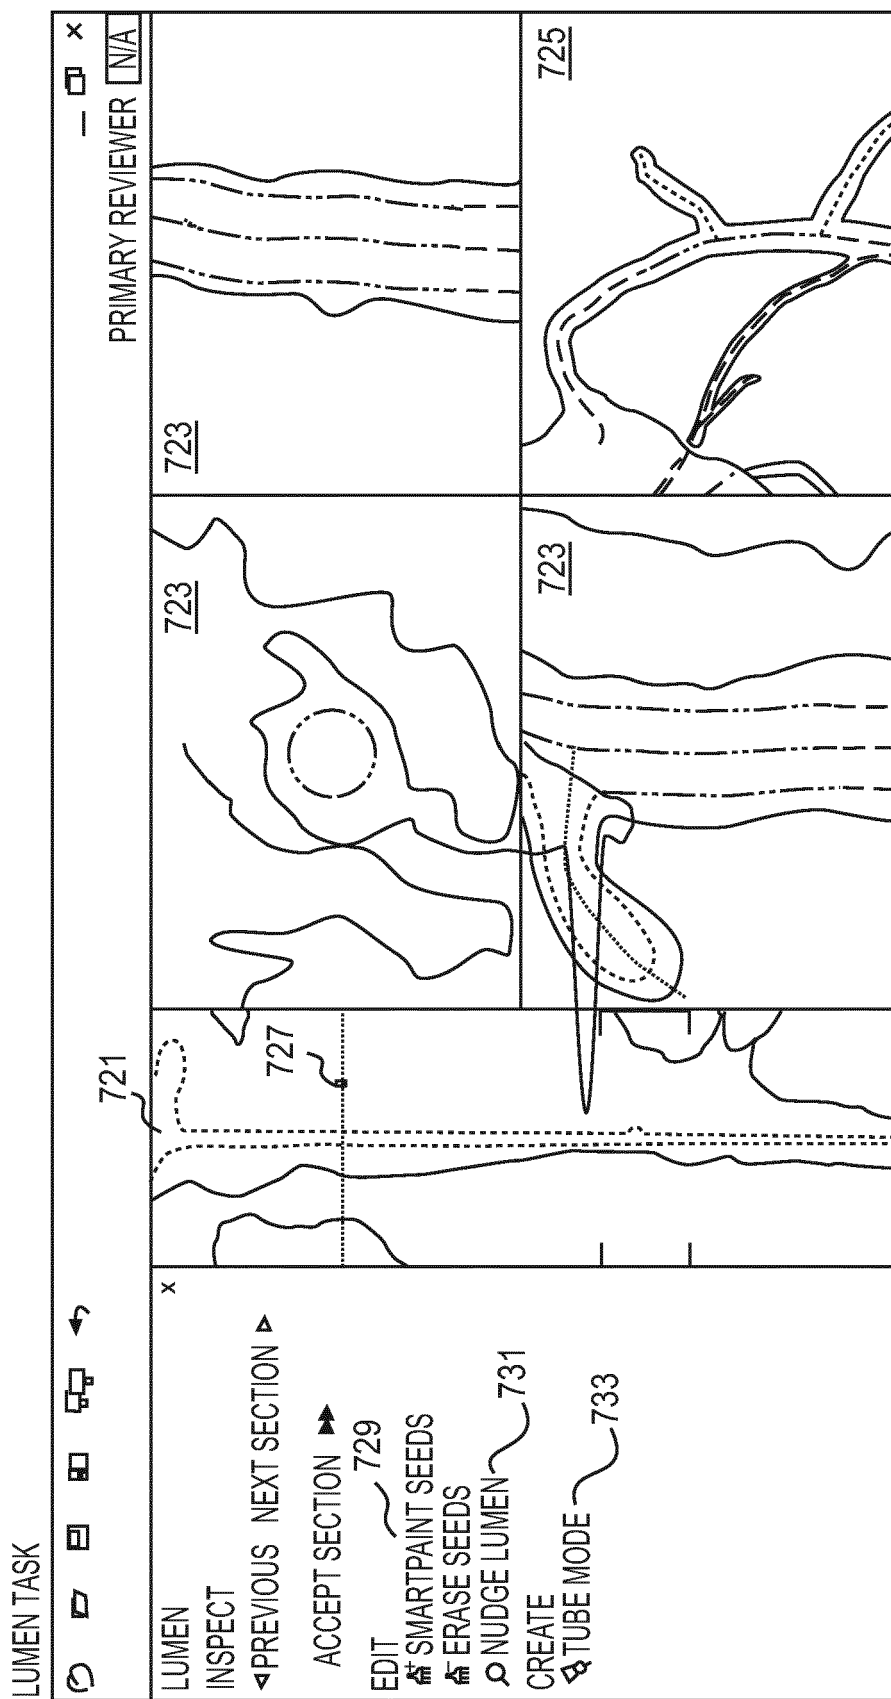 LUMEN TASK
PRIMARY REVIEWER N/A
LUMEN
INSPECT
PREVIOUS NEXT SECTION
ACCEPT SECTION
EDIT
SMARTPAINT SEEDS
ERASE SEEDS
NUDGE LUMEN
CREATE
TUBE MODE
729
731
733
721
727
723
723
723
725